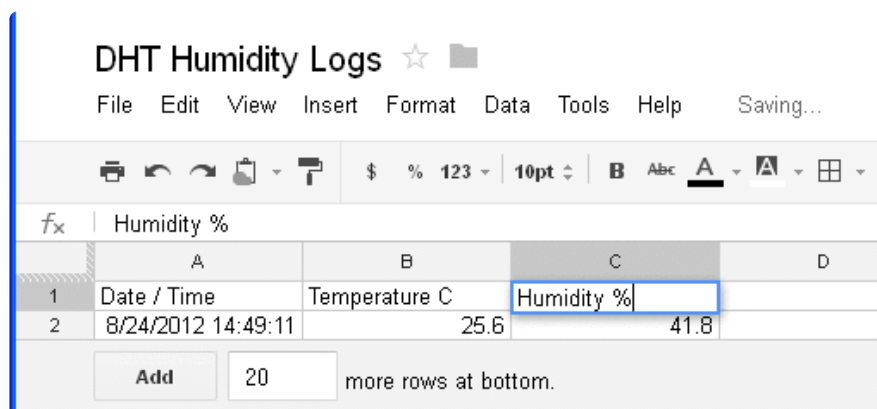 DHT Humidity Logs
File Edit View Insert Format Data Tools Help Saving...
$ % 123 10pt B Abc A A
fx Humidity %
A B C D
1 Date / Time Temperature C Humidity %
2 8/24/2012 14:49:11 25.6 41.8
Add 20 more rows at bottom.